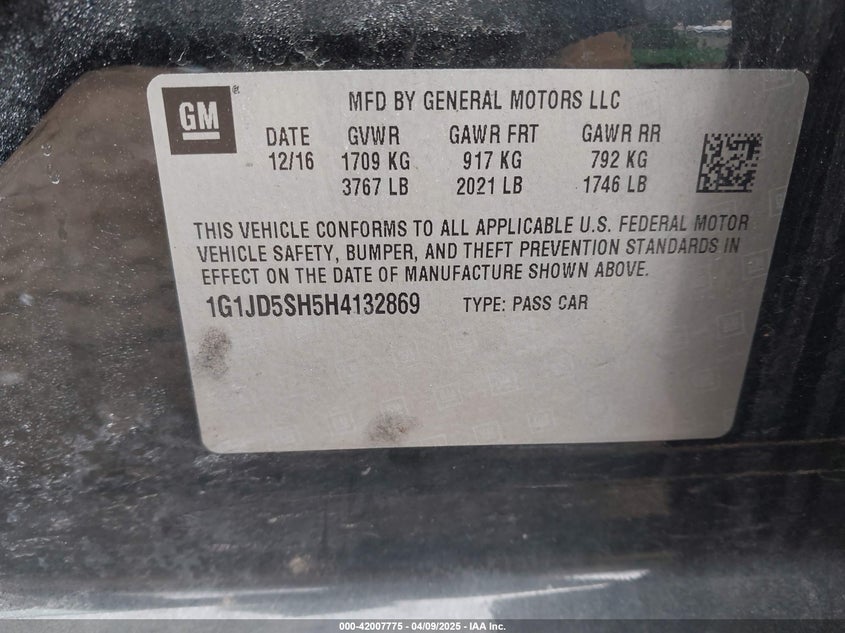 GM
MFD BY GENERAL MOTORS LLC
DATE GVWR GAWR FRT GAWR RR
12/16 1709 KG 917 KG 792 KG
3767 LB 2021 LB 1746 LB
THIS VEHICLE CONFORMS TO ALL APPLICABLE U.S. FEDERAL MOTOR
VEHICLE SAFETY, BUMPER, AND THEFT PREVENTION STANDARDS IN
EFFECT ON THE DATE OF MANUFACTURE SHOWN ABOVE.
1G1JD5SH5H4132869 TYPE: PASS CAR
000-42007775 - 04/09/2025 - IAA Inc.